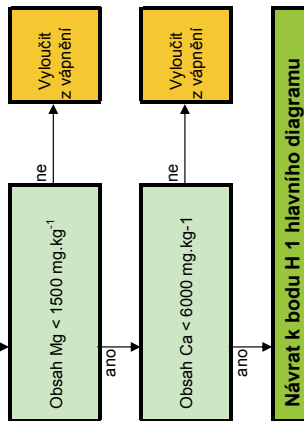 Obsah Mg < 1500 mg.kg-1
ne
Vyloučit
z vápnění
ano
Obsah Ca < 6000 mg.kg-1
ne
Vyloučit
z vápnění
ano
Návrat k bodu H 1 hlavního diagramu